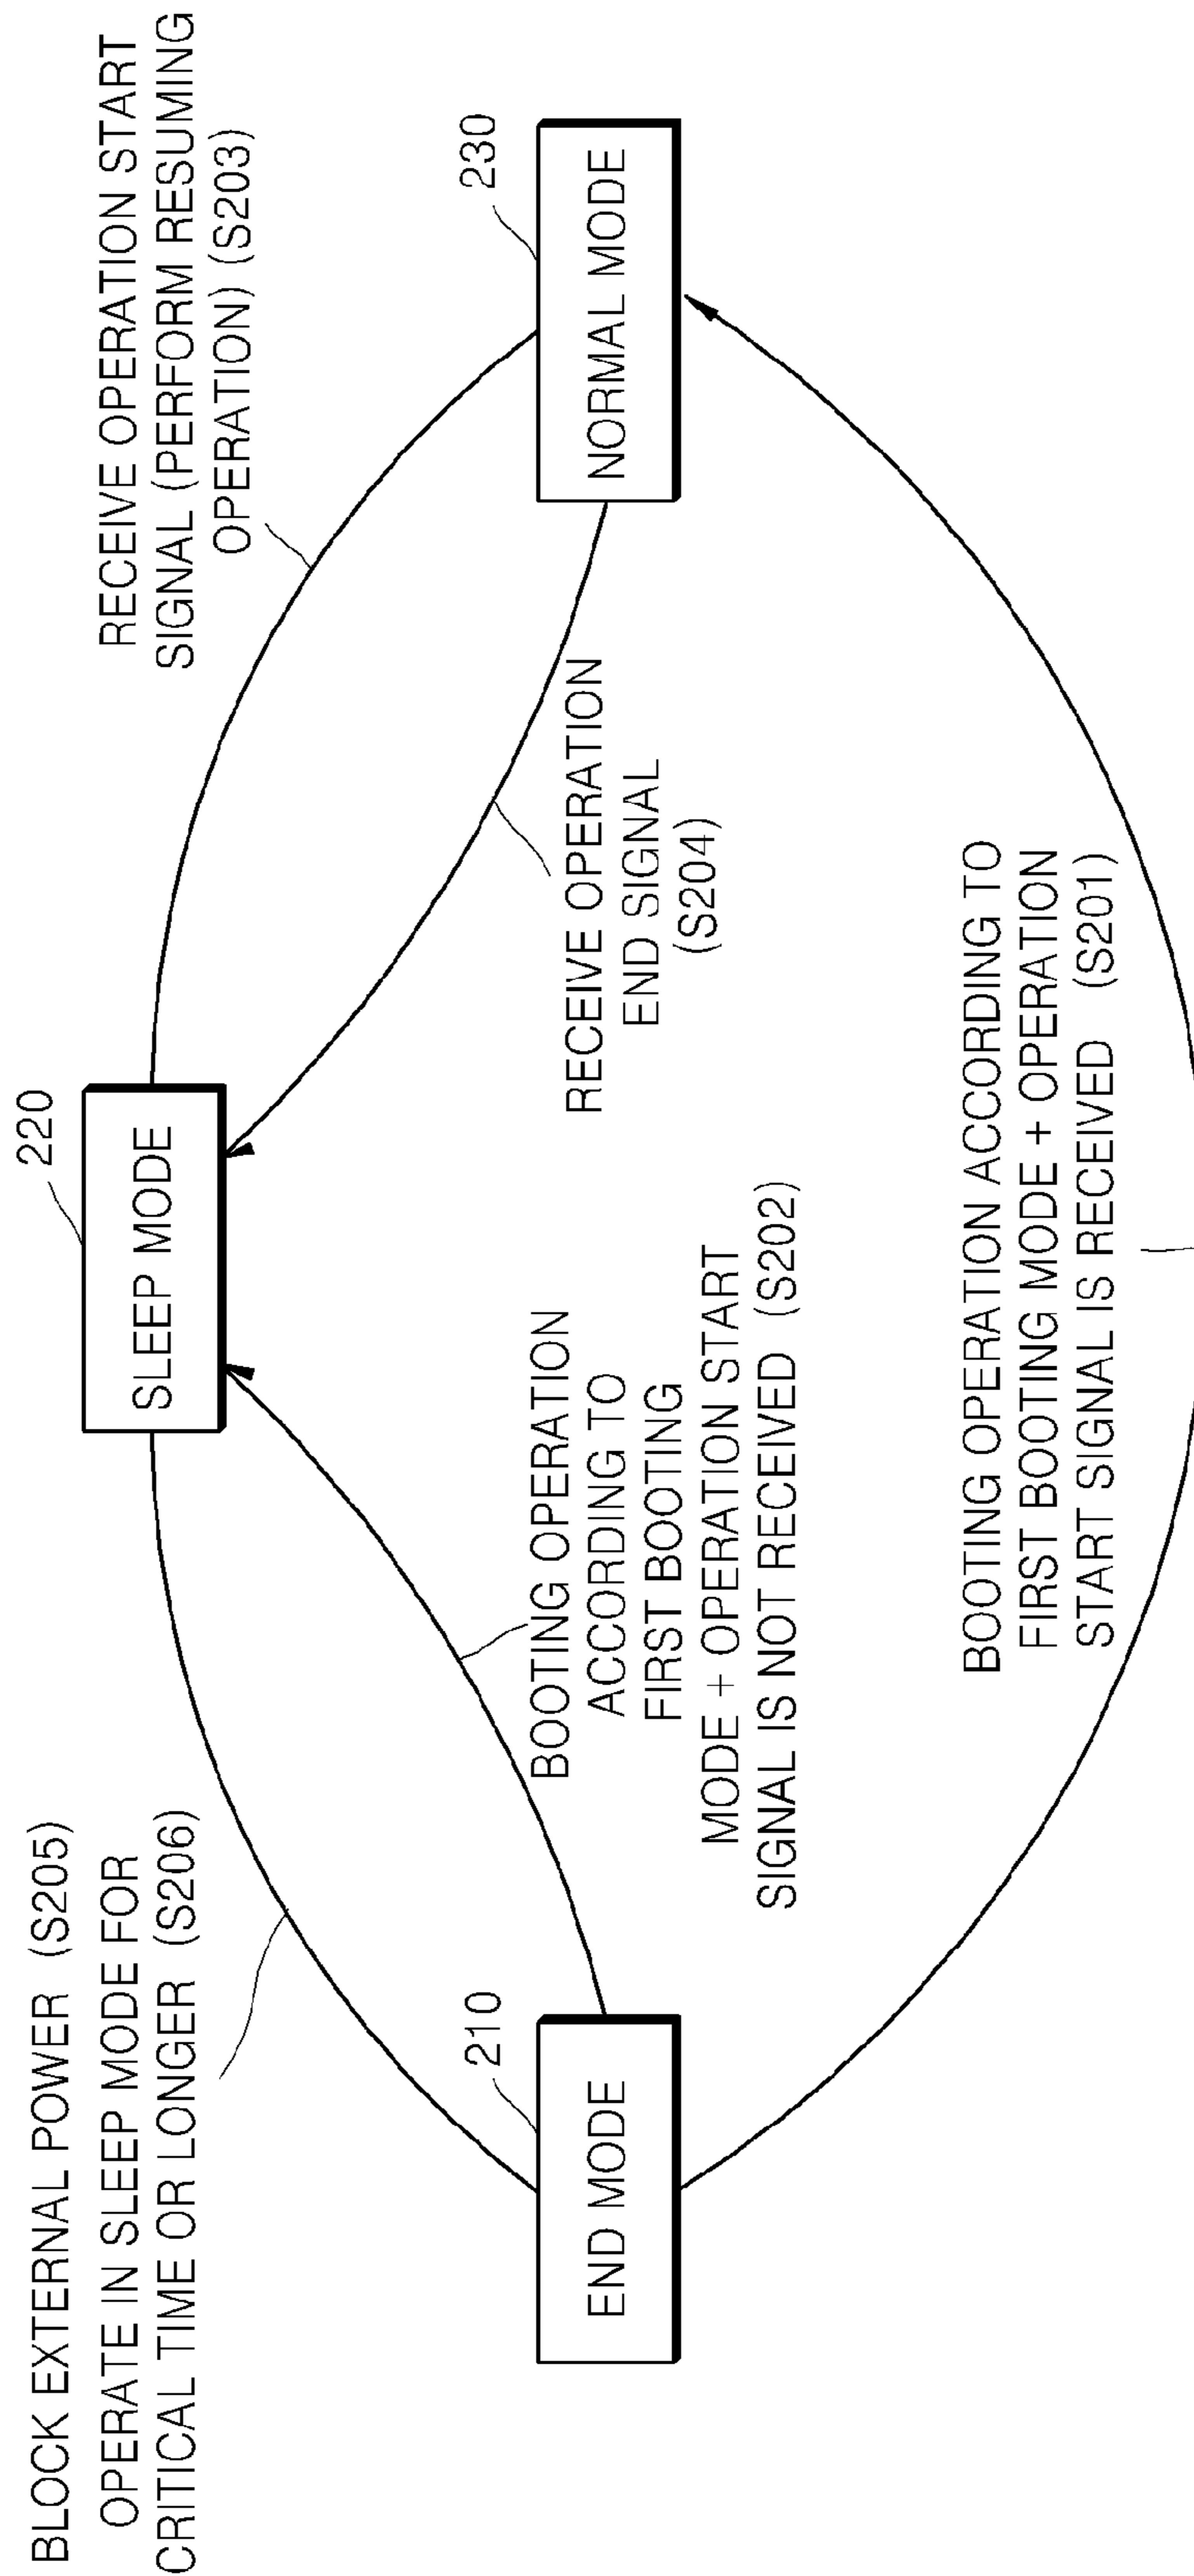 BLOCK EXTERNAL POWER (S205)
OPERATE IN SLEEP MODE FOR
CRITICAL TIME OR LONGER (S206)
220
SLEEP MODE
RECEIVE OPERATION START
SIGNAL (PERFORM RESUMING
OPERATION) (S203)
210
END MODE
BOOTING OPERATION
ACCORDING TO
FIRST BOOTING
MODE + OPERATION START
SIGNAL IS NOT RECEIVED (S202)
RECEIVE OPERATION
END SIGNAL
(S204)
230
NORMAL MODE
BOOTING OPERATION ACCORDING TO
FIRST BOOTING MODE + OPERATION
START SIGNAL IS RECEIVED (S201)